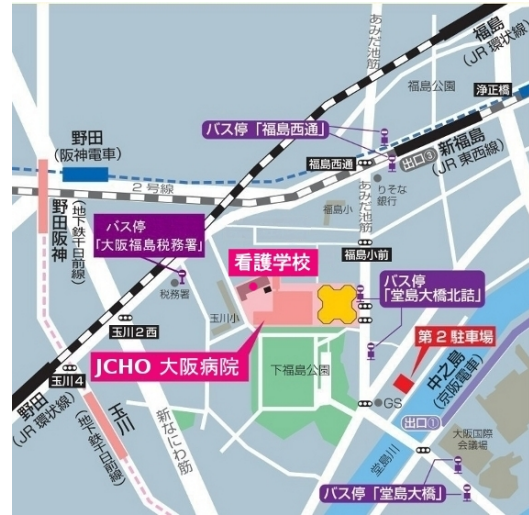 福島
(JR環状線)
あみだ池筋
福島公園
浄正橋
バス停「福島西通」
野田
(阪神電車)
福島西通
出口③
新福島
(JR東西線)
2号線
りそな
銀行
あみだ池筋
野田阪神
(地下鉄千日前線)
バス停
「大阪福島税務署」
福島小
福島小前
看護学校
税務署
バス停
「堂島大橋北詰」
玉川小
玉川2西
第2駐車場
JCHO 大阪病院
下福島公園
中之島
(京阪電車)
玉川4
野田
(JR環状線)
玉川
(地下鉄千日前線)
新なにわ筋
GS
出口①
大阪国際
会議場
堂島川
バス停「堂島大橋」